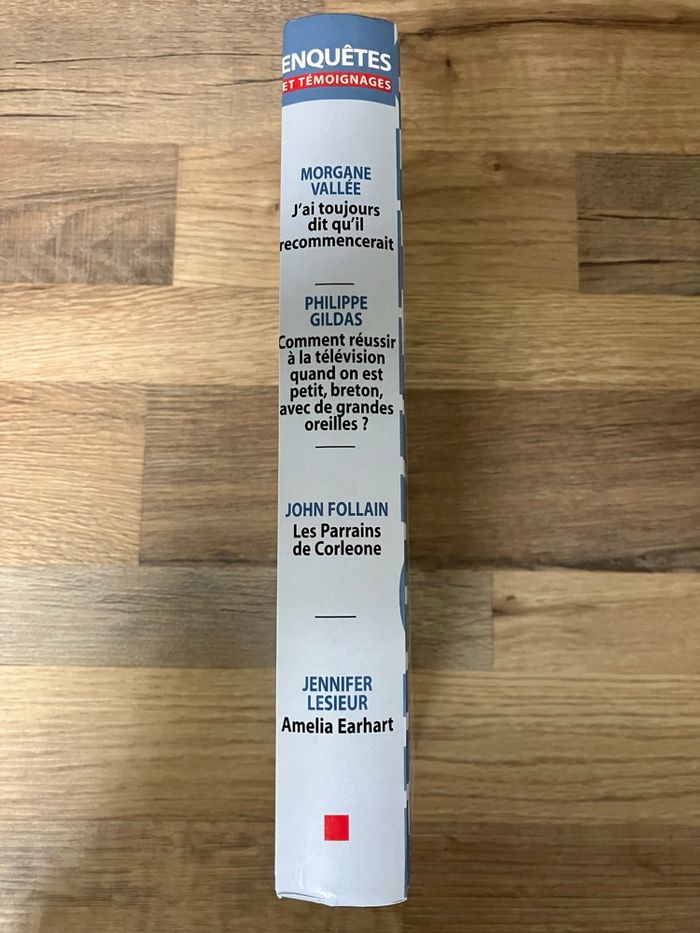 ENQUÊTES
ET TÉMOIGNAGES
MORGANE
VALLÉE
J'ai toujours
dit qu'il
recommencerait
PHILIPPE
GILDAS
Comment réussir
à la télévision
quand on est
petit, breton,
avec de grandes
oreilles ?
JOHN FOLLAIN
Les Parrains
de Corleone
JENNIFER
LESIEUR
Amelia Earhart